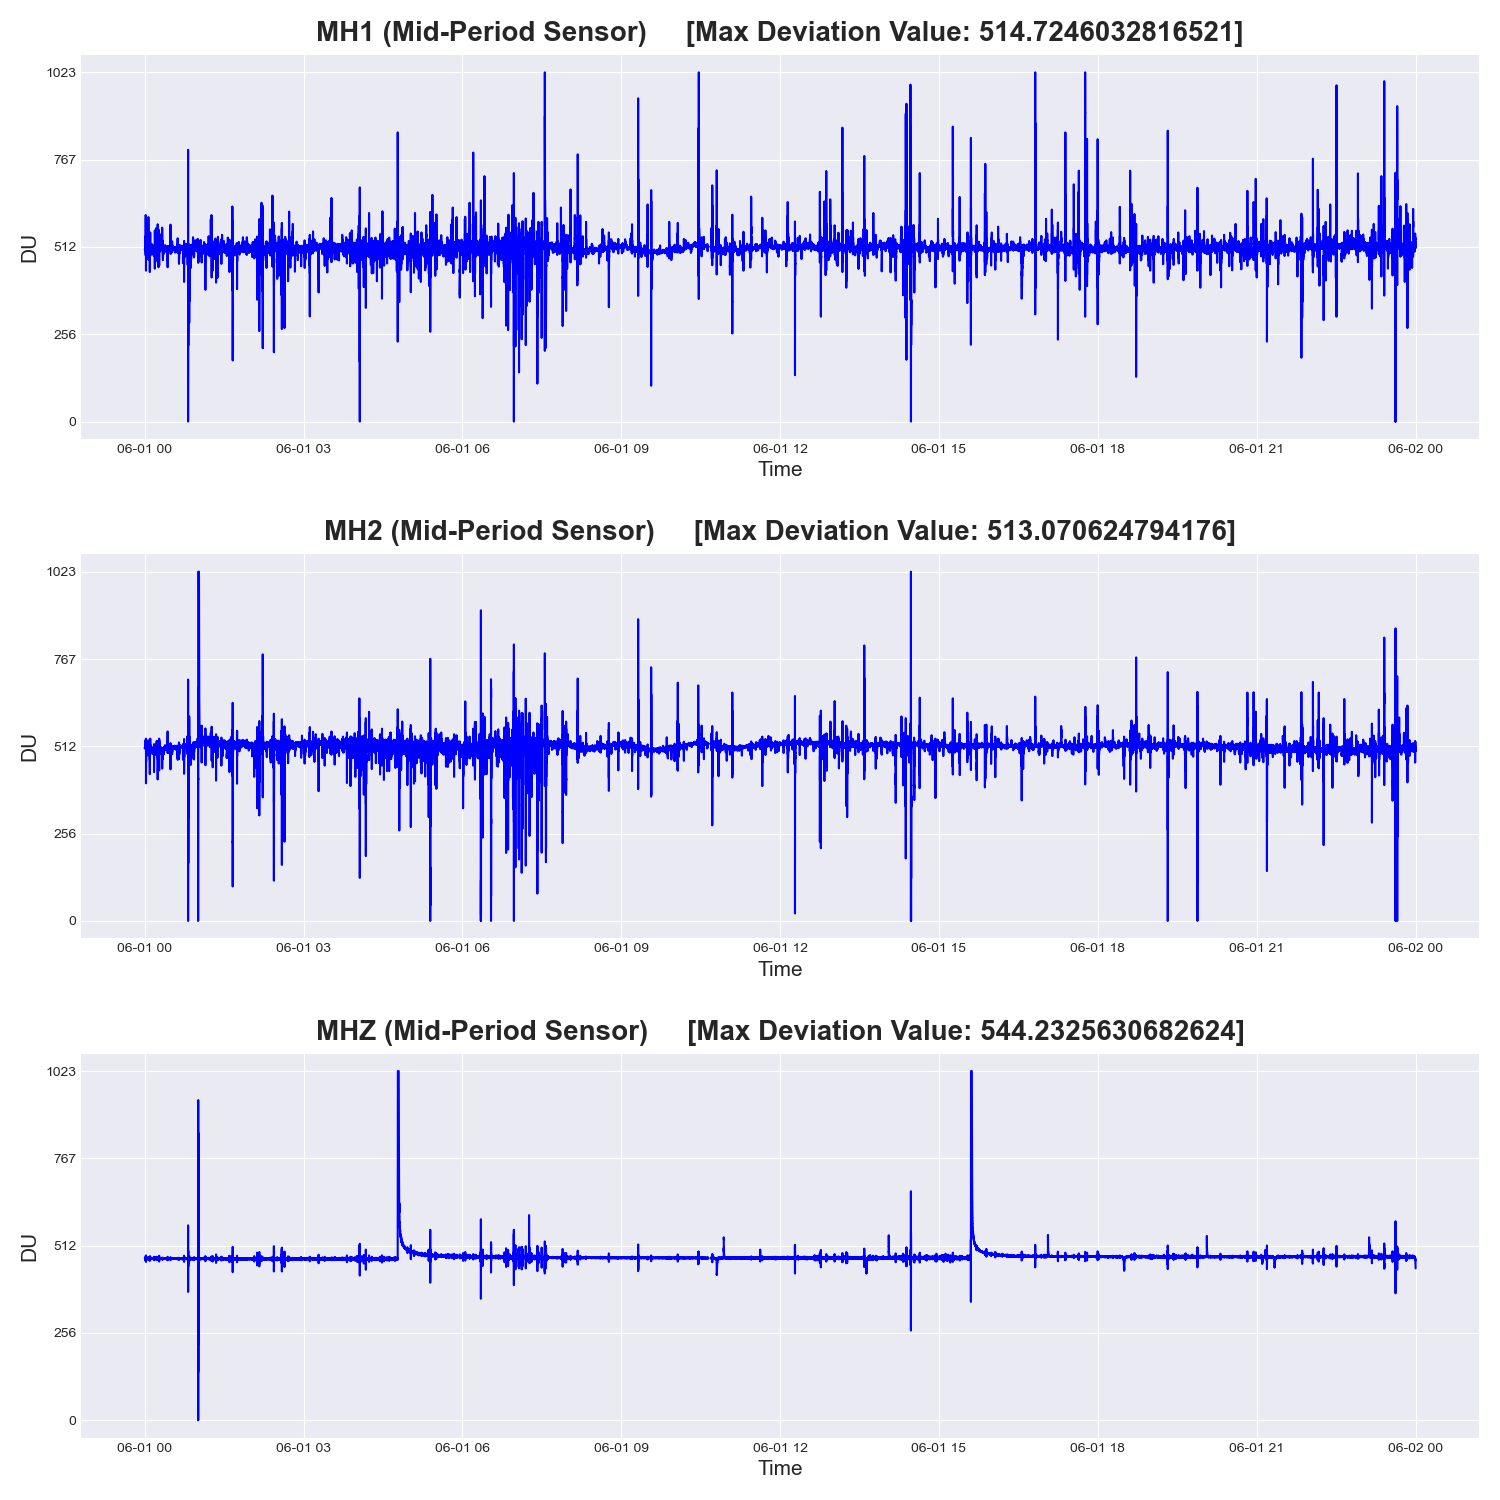 MH1 (Mid-Period Sensor) [Max Deviation Value: 514.7246032816521]
1023
767
512
256
0
DU
06-01 00 06-01 03 06-01 06 06-01 09 06-01 12 06-01 15 06-01 18 06-01 21 06-02 00
Time
MH2 (Mid-Period Sensor) [Max Deviation Value: 513.070624794176]
1023
767
512
256
0
DU
06-01 00 06-01 03 06-01 06 06-01 09 06-01 12 06-01 15 06-01 18 06-01 21 06-02 00
Time
MHZ (Mid-Period Sensor) [Max Deviation Value: 544.2325630682624]
1023
767
512
256
0
DU
06-01 00 06-01 03 06-01 06 06-01 09 06-01 12 06-01 15 06-01 18 06-01 21 06-02 00
Time